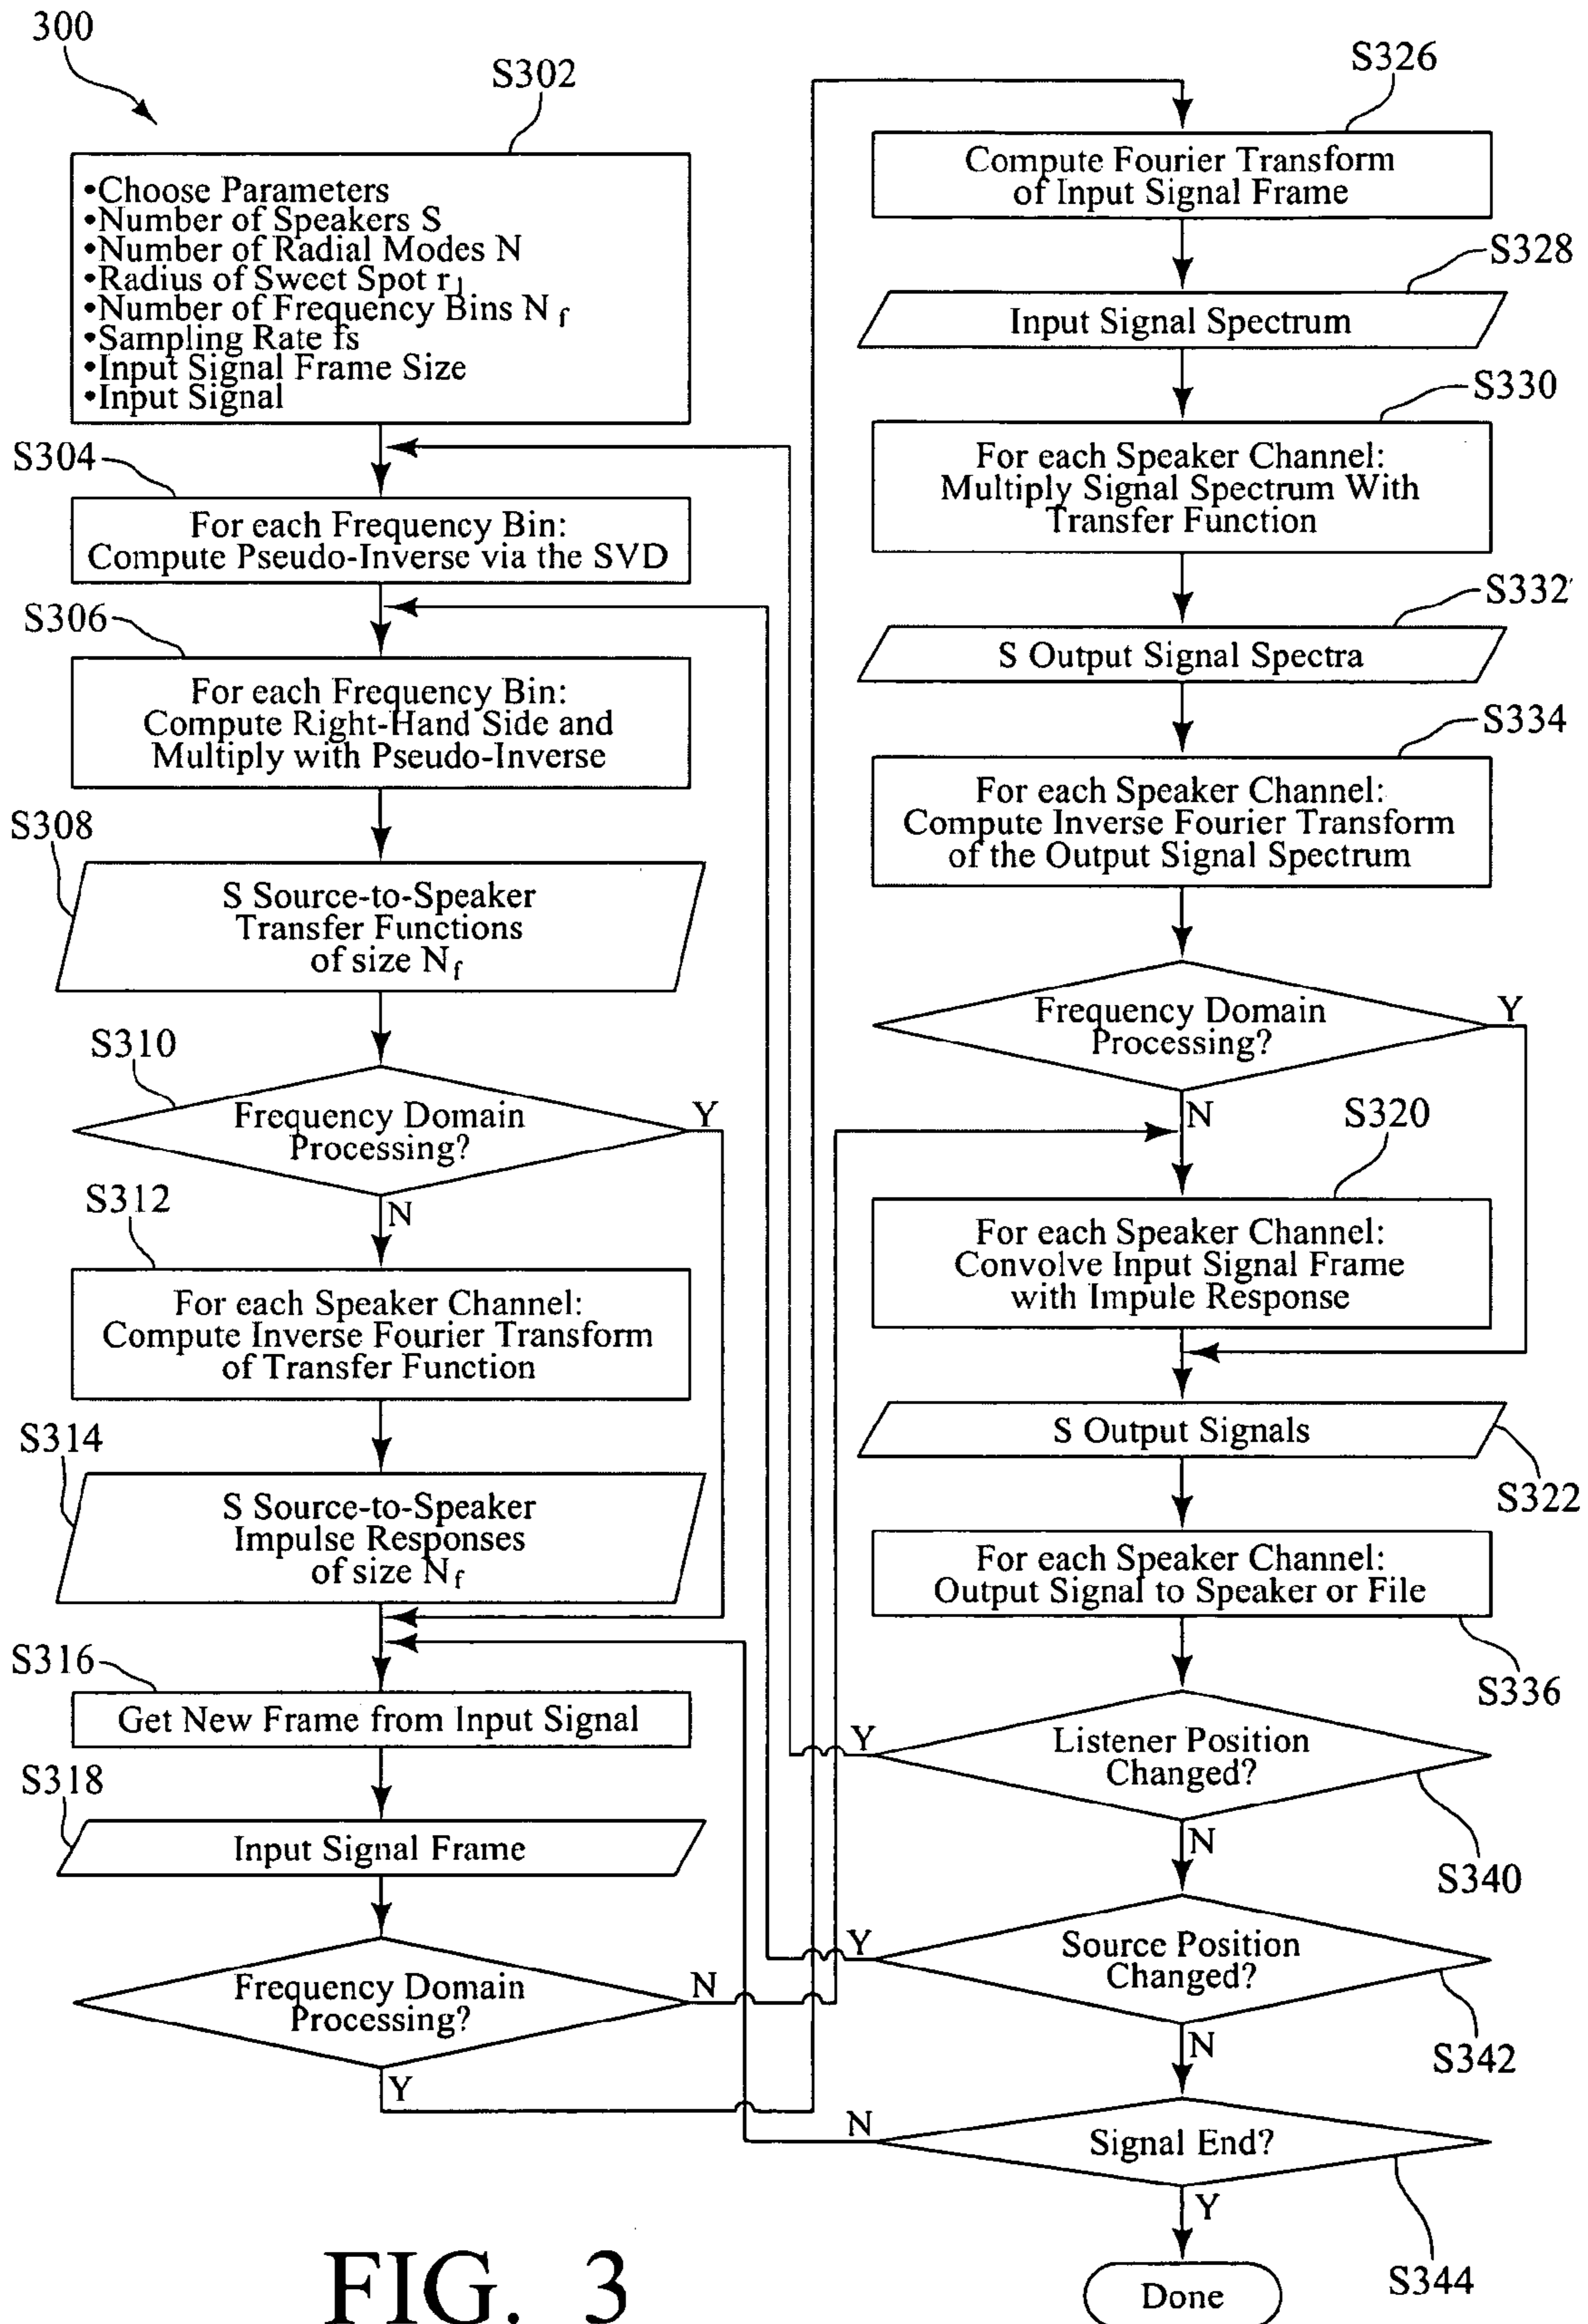 300
S302
•Choose Parameters
•Number of Speakers S
•Number of Radial Modes N
•Radius of Sweet Spot r1
•Number of Frequency Bins N f
•Sampling Rate fs
•Input Signal Frame Size
•Input Signal
S304
For each Frequency Bin:
Compute Pseudo-Inverse via the SVD
S306
For each Frequency Bin:
Compute Right-Hand Side and
Multiply with Pseudo-Inverse
S308
S Source-to-Speaker
Transfer Functions
of size Nf
S310
Frequency Domain
Processing?
Y
N
S312
For each Speaker Channel:
Compute Inverse Fourier Transform
of Transfer Function
S314
S Source-to-Speaker
Impulse Responses
of size Nf
S316
Get New Frame from Input Signal
S318
Input Signal Frame
Frequency Domain
Processing?
N
Y
S326
Compute Fourier Transform
of Input Signal Frame
S328
Input Signal Spectrum
S330
For each Speaker Channel:
Multiply Signal Spectrum With
Transfer Function
S332
S Output Signal Spectra
S334
For each Speaker Channel:
Compute Inverse Fourier Transform
of the Output Signal Spectrum
Frequency Domain
Processing?
Y
N
S320
For each Speaker Channel:
Convolve Input Signal Frame
with Impule Response
S Output Signals
S322
For each Speaker Channel:
Output Signal to Speaker or File
S336
Listener Position
Changed?
Y
N
S340
Source Position
Changed?
Y
N
S342
Signal End?
N
Y
S344
Done
FIG. 3